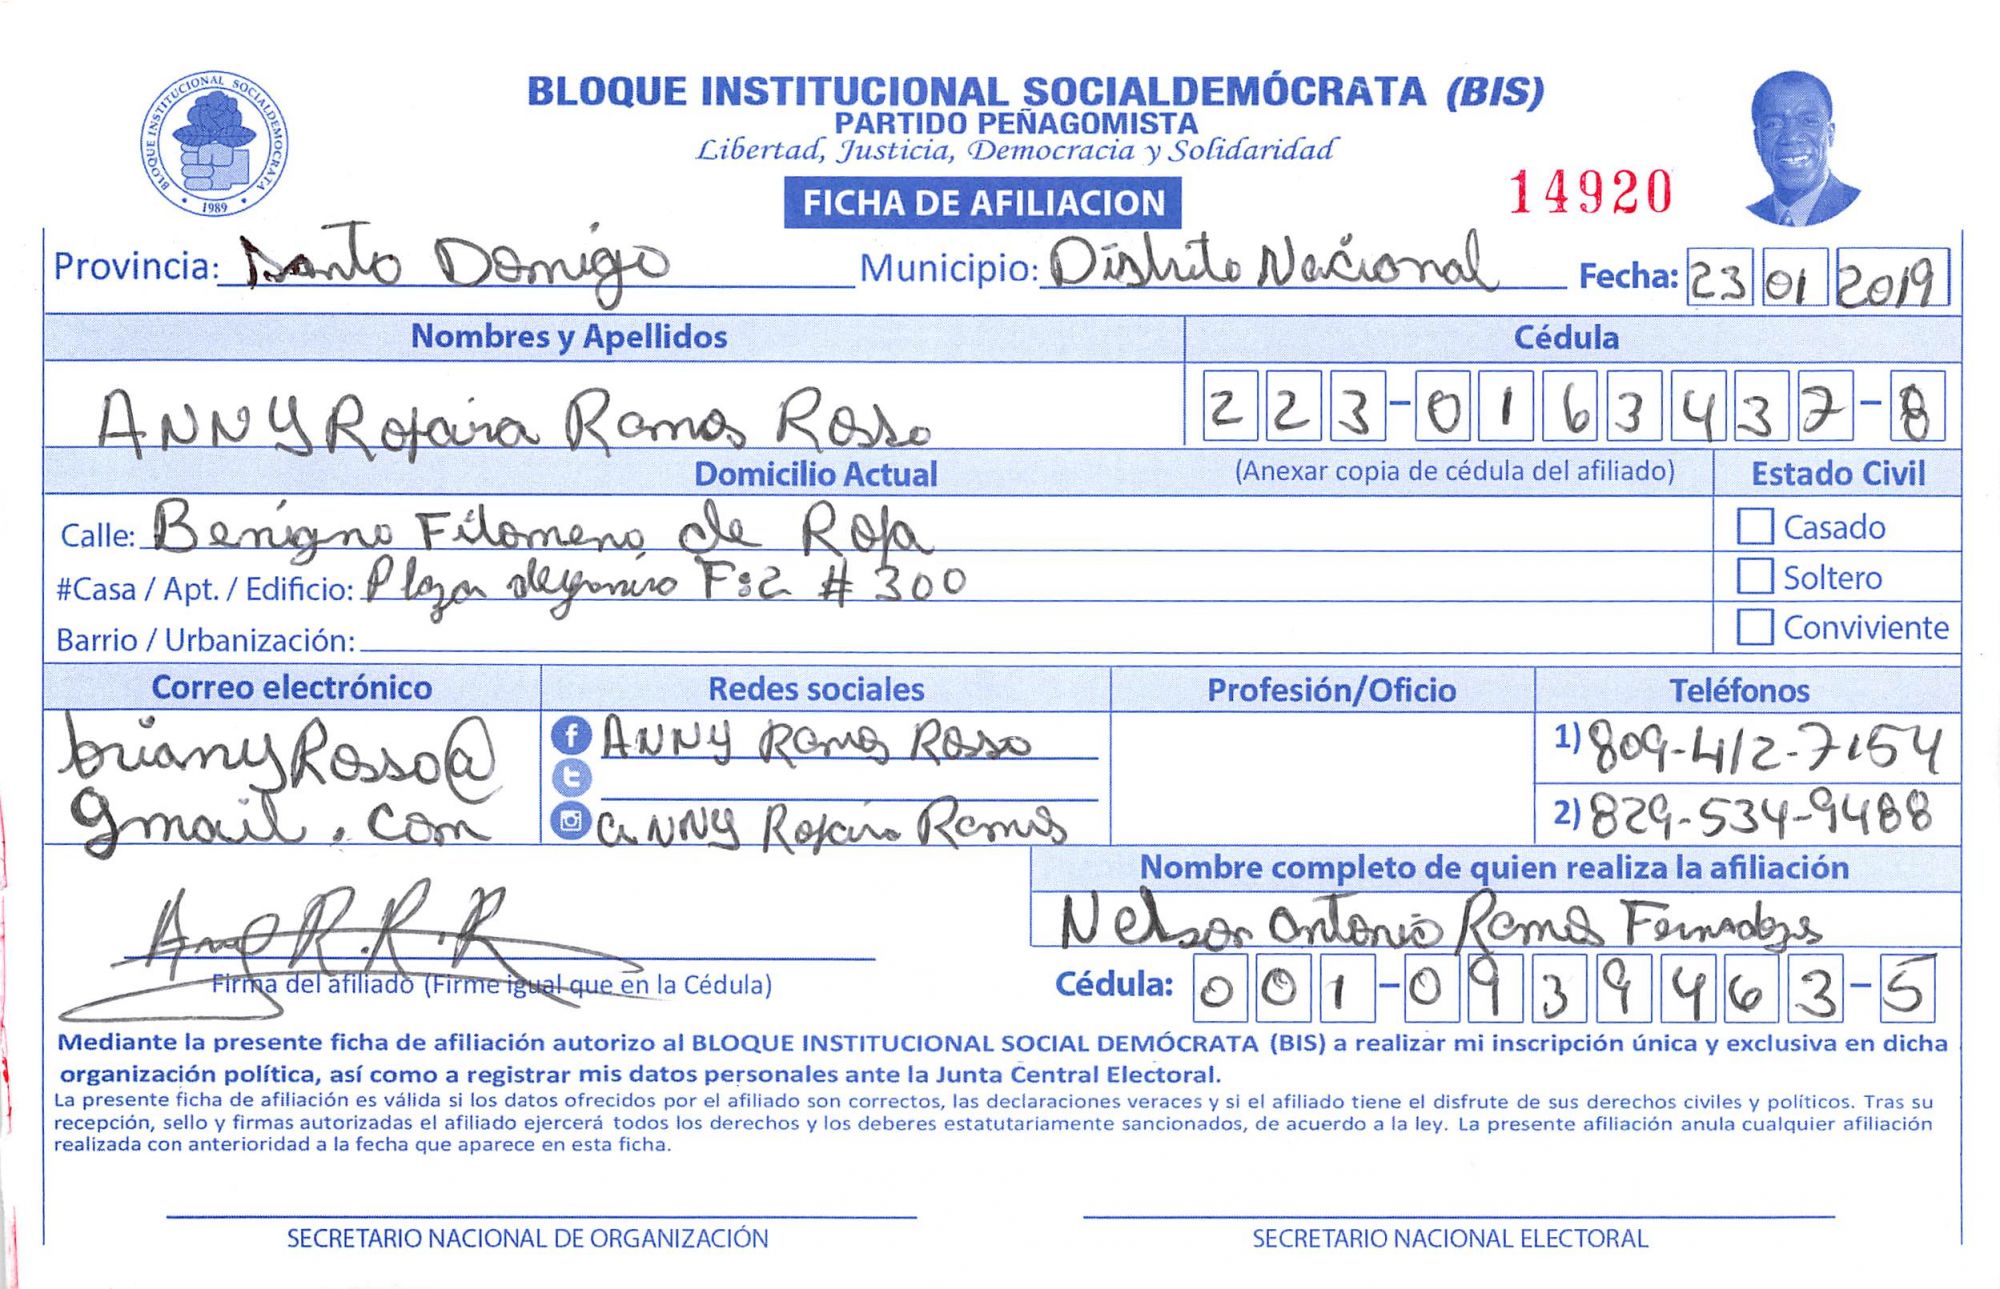 BLOQUE INSTITUCIONAL SOCIALDEMÓCRATA (BIS)
PARTIDO PEÑAGOMISTA
Libertad, Justicia, Democracia y Solidaridad
BLOQUE INSTITUCIONAL SOCIALDEMOCRATA
1989
FICHA DE AFILIACION
14920
Provincia: Santo Domigo Municipio: Distrito Nacional Fecha: 23 01 2019
Nombres y Apellidos Cédula
ANNY Rojaira Ramos Rosso 223-0163437-8
Domicilio Actual (Anexar copia de cédula del afiliado) Estado Civil
Calle: Benigno Filomeno de Roja Casado
#Casa / Apt. / Edificio: Plaza F:2 # 300 Soltero
Barrio / Urbanización: Conviviente
Correo electrónico Redes sociales Profesión/Oficio Teléfonos
brianyRosso@ ANNY Ramos Rosso 1) 809-412-7154
gmail.com anny Rojaira Ramos 2) 829-534-9488
Nombre completo de quien realiza la afiliación
Nelson Antonio Ramos Fernadez
Any R.R.R
Firma del afiliado (Firme igual que en la Cédula) Cédula: 001-0939463-5
Mediante la presente ficha de afiliación autorizo al BLOQUE INSTITUCIONAL SOCIAL DEMÓCRATA (BIS) a realizar mi inscripción única y exclusiva en dicha
organización política, así como a registrar mis datos personales ante la Junta Central Electoral.
La presente ficha de afiliación es válida si los datos ofrecidos por el afiliado son correctos, las declaraciones veraces y si el afiliado tiene el disfrute de sus derechos civiles y políticos. Tras su
recepción, sello y firmas autorizadas el afiliado ejercerá todos los derechos y los deberes estatutariamente sancionados, de acuerdo a la ley. La presente afiliación anula cualquier afiliación
realizada con anterioridad a la fecha que aparece en esta ficha.
SECRETARIO NACIONAL DE ORGANIZACIÓN SECRETARIO NACIONAL ELECTORAL